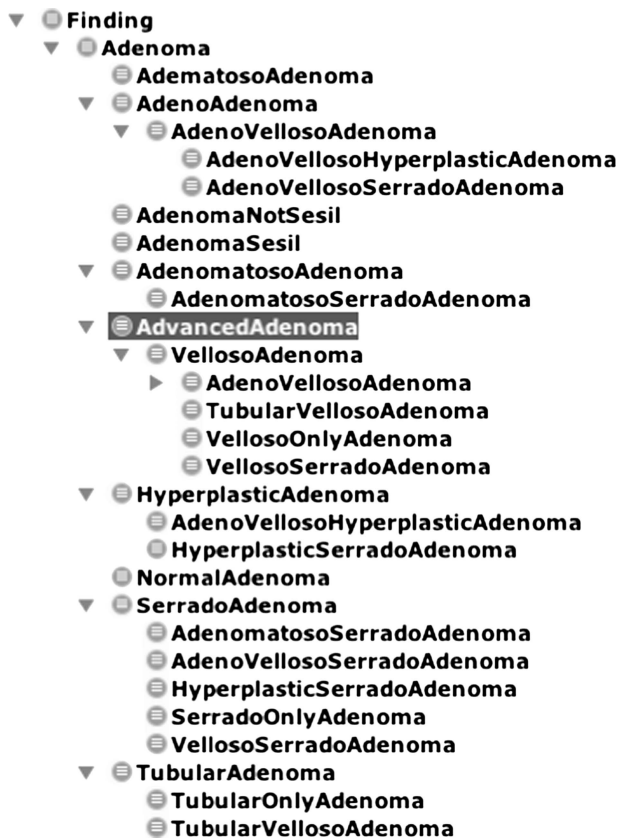 Finding
Adenoma
AdematosoAdenoma
AdenoAdenoma
AdenoVellosoAdenoma
AdenoVellosoHyperplasticAdenoma
AdenoVellosoSerradoAdenoma
AdenomaNotSesil
AdenomaSesil
AdenomatosoAdenoma
AdenomatosoSerradoAdenoma
AdvancedAdenoma
VellosoAdenoma
AdenoVellosoAdenoma
TubularVellosoAdenoma
VellosoOnlyAdenoma
VellosoSerradoAdenoma
HyperplasticAdenoma
AdenoVellosoHyperplasticAdenoma
HyperplasticSerradoAdenoma
NormalAdenoma
SerradoAdenoma
AdenomatosoSerradoAdenoma
AdenoVellosoSerradoAdenoma
HyperplasticSerradoAdenoma
SerradoOnlyAdenoma
VellosoSerradoAdenoma
TubularAdenoma
TubularOnlyAdenoma
TubularVellosoAdenoma